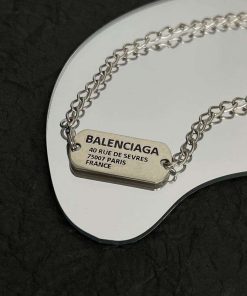 BALENCIAGA
40 RUE DE SEVRES
75007 PARIS
FRANCE